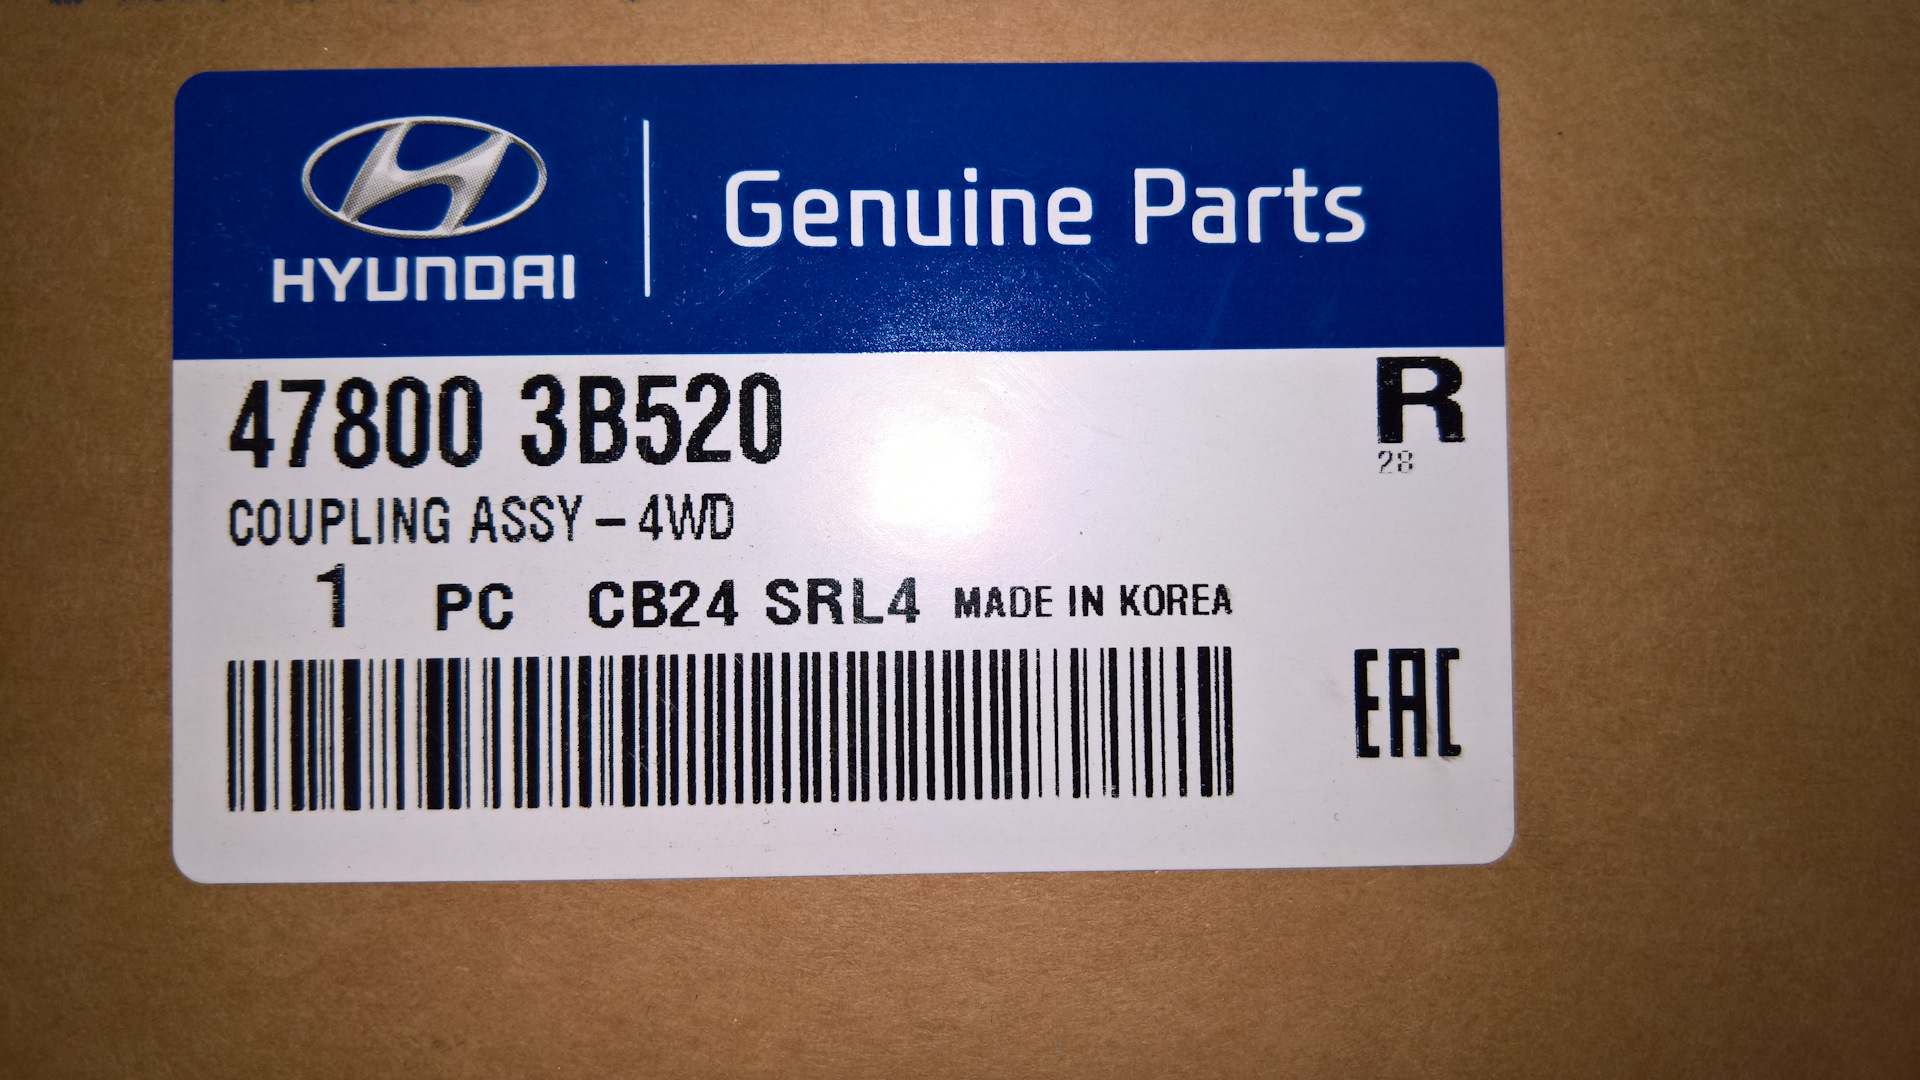 HYUNDAI
Genuine Parts
47800 3B520
R
28
COUPLING ASSY – 4WD
1 PC CB24 SRL4 MADE IN KOREA
EAC